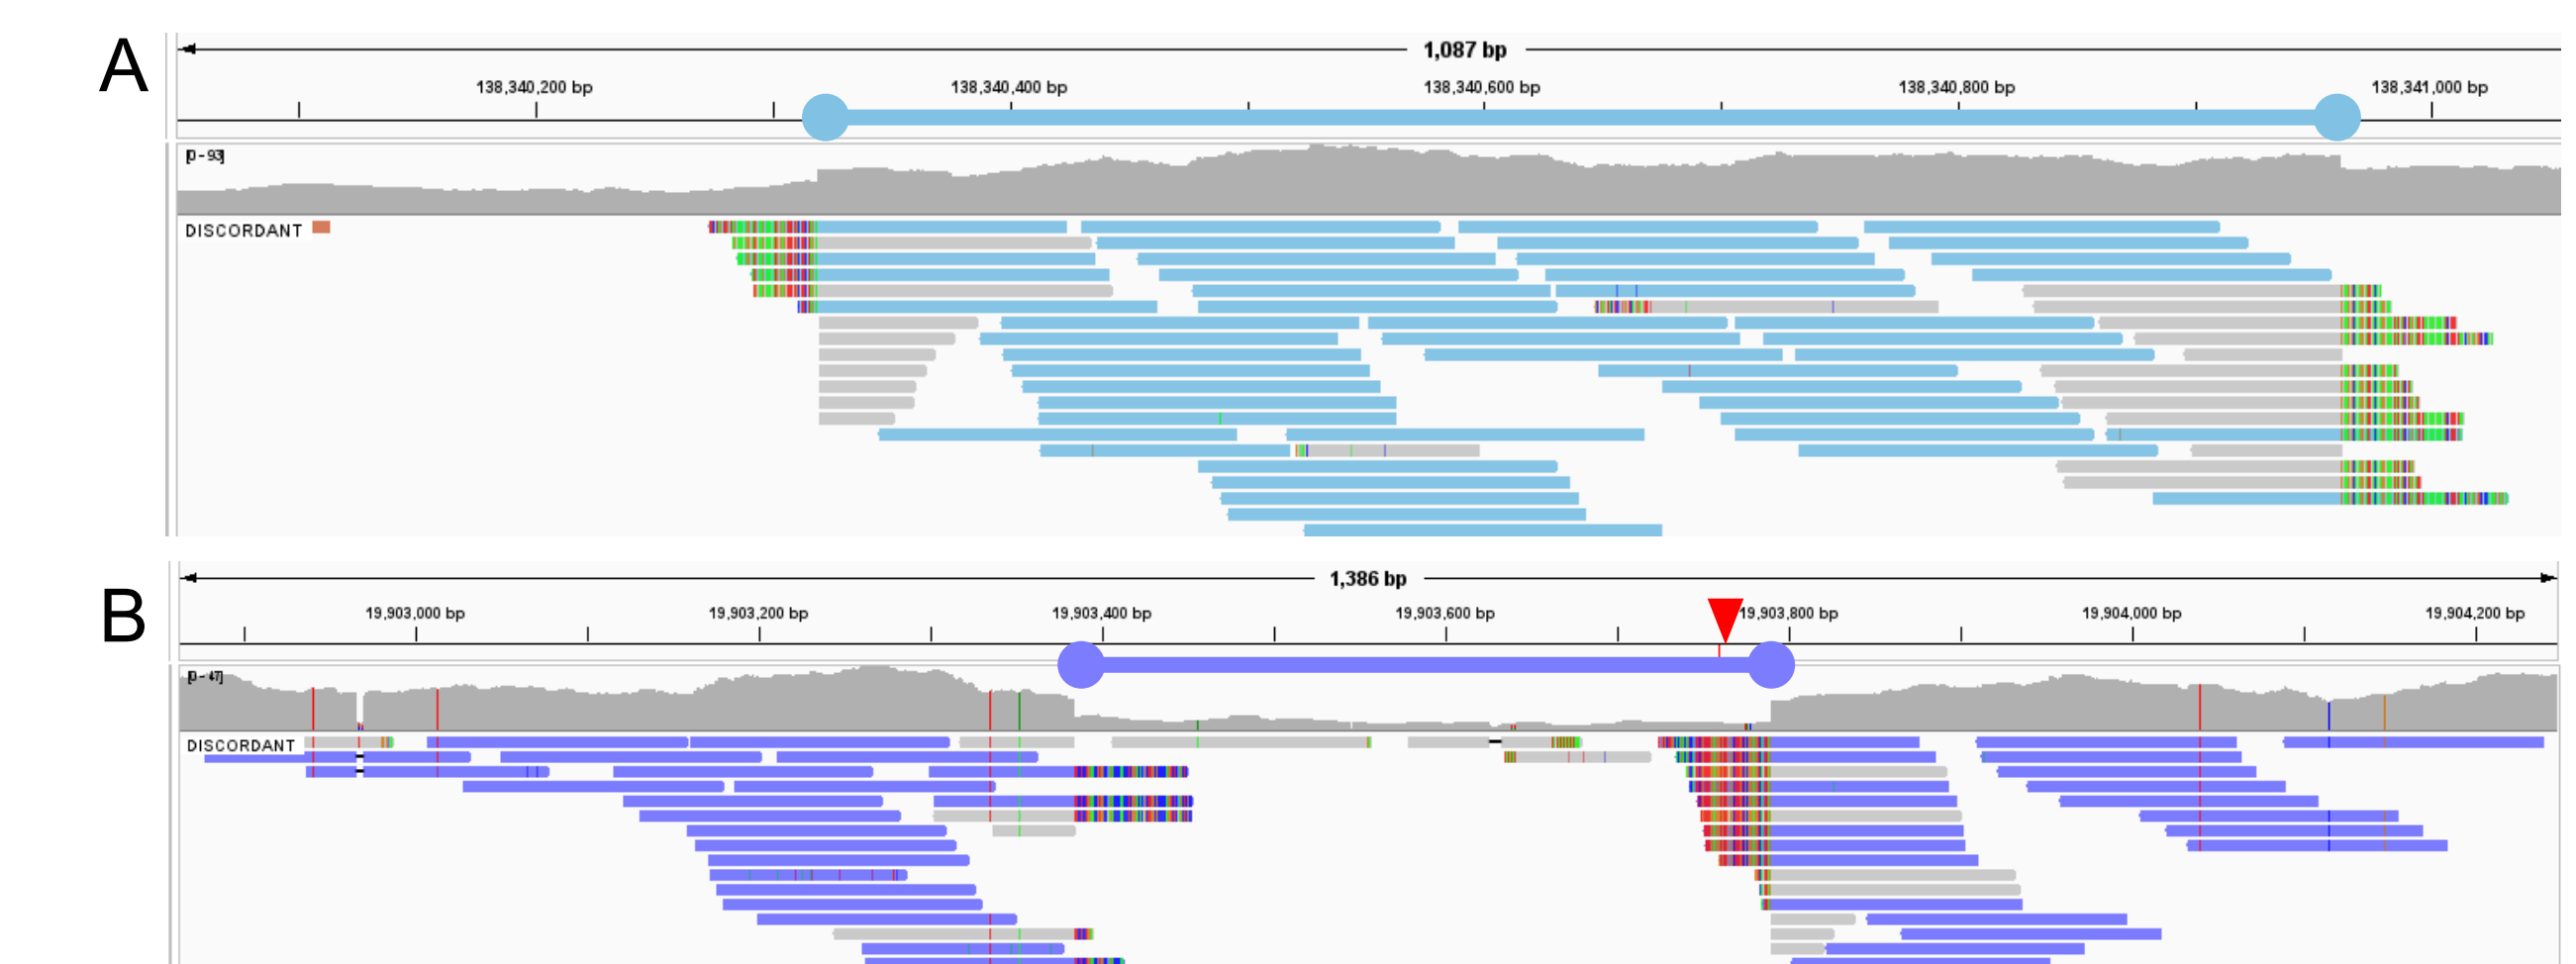 A
1,087 bp
138,340,200 bp 138,340,400 bp 138,340,600 bp 138,340,800 bp 138,341,000 bp
[0 - 93]
DISCORDANT
B
1,386 bp
19,903,000 bp 19,903,200 bp 19,903,400 bp 19,903,600 bp 19,903,800 bp 19,904,000 bp 19,904,200 bp
[0 - 47]
DISCORDANT